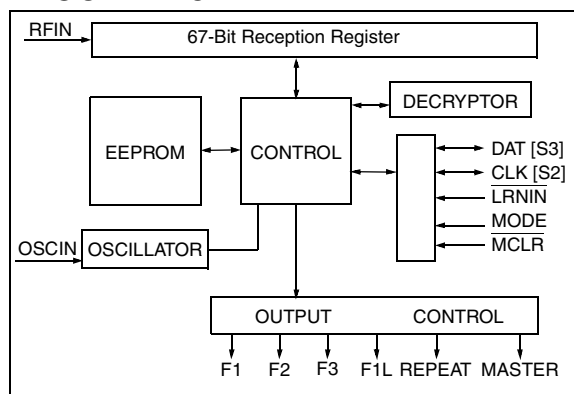 RFIN
67-Bit Reception Register
DECRYPTOR
EEPROM
CONTROL
DAT [S3]
CLK [S2]
LRNIN
MODE
MCLR
OSCIN
OSCILLATOR
OUTPUT CONTROL
F1 F2 F3 F1L REPEAT MASTER